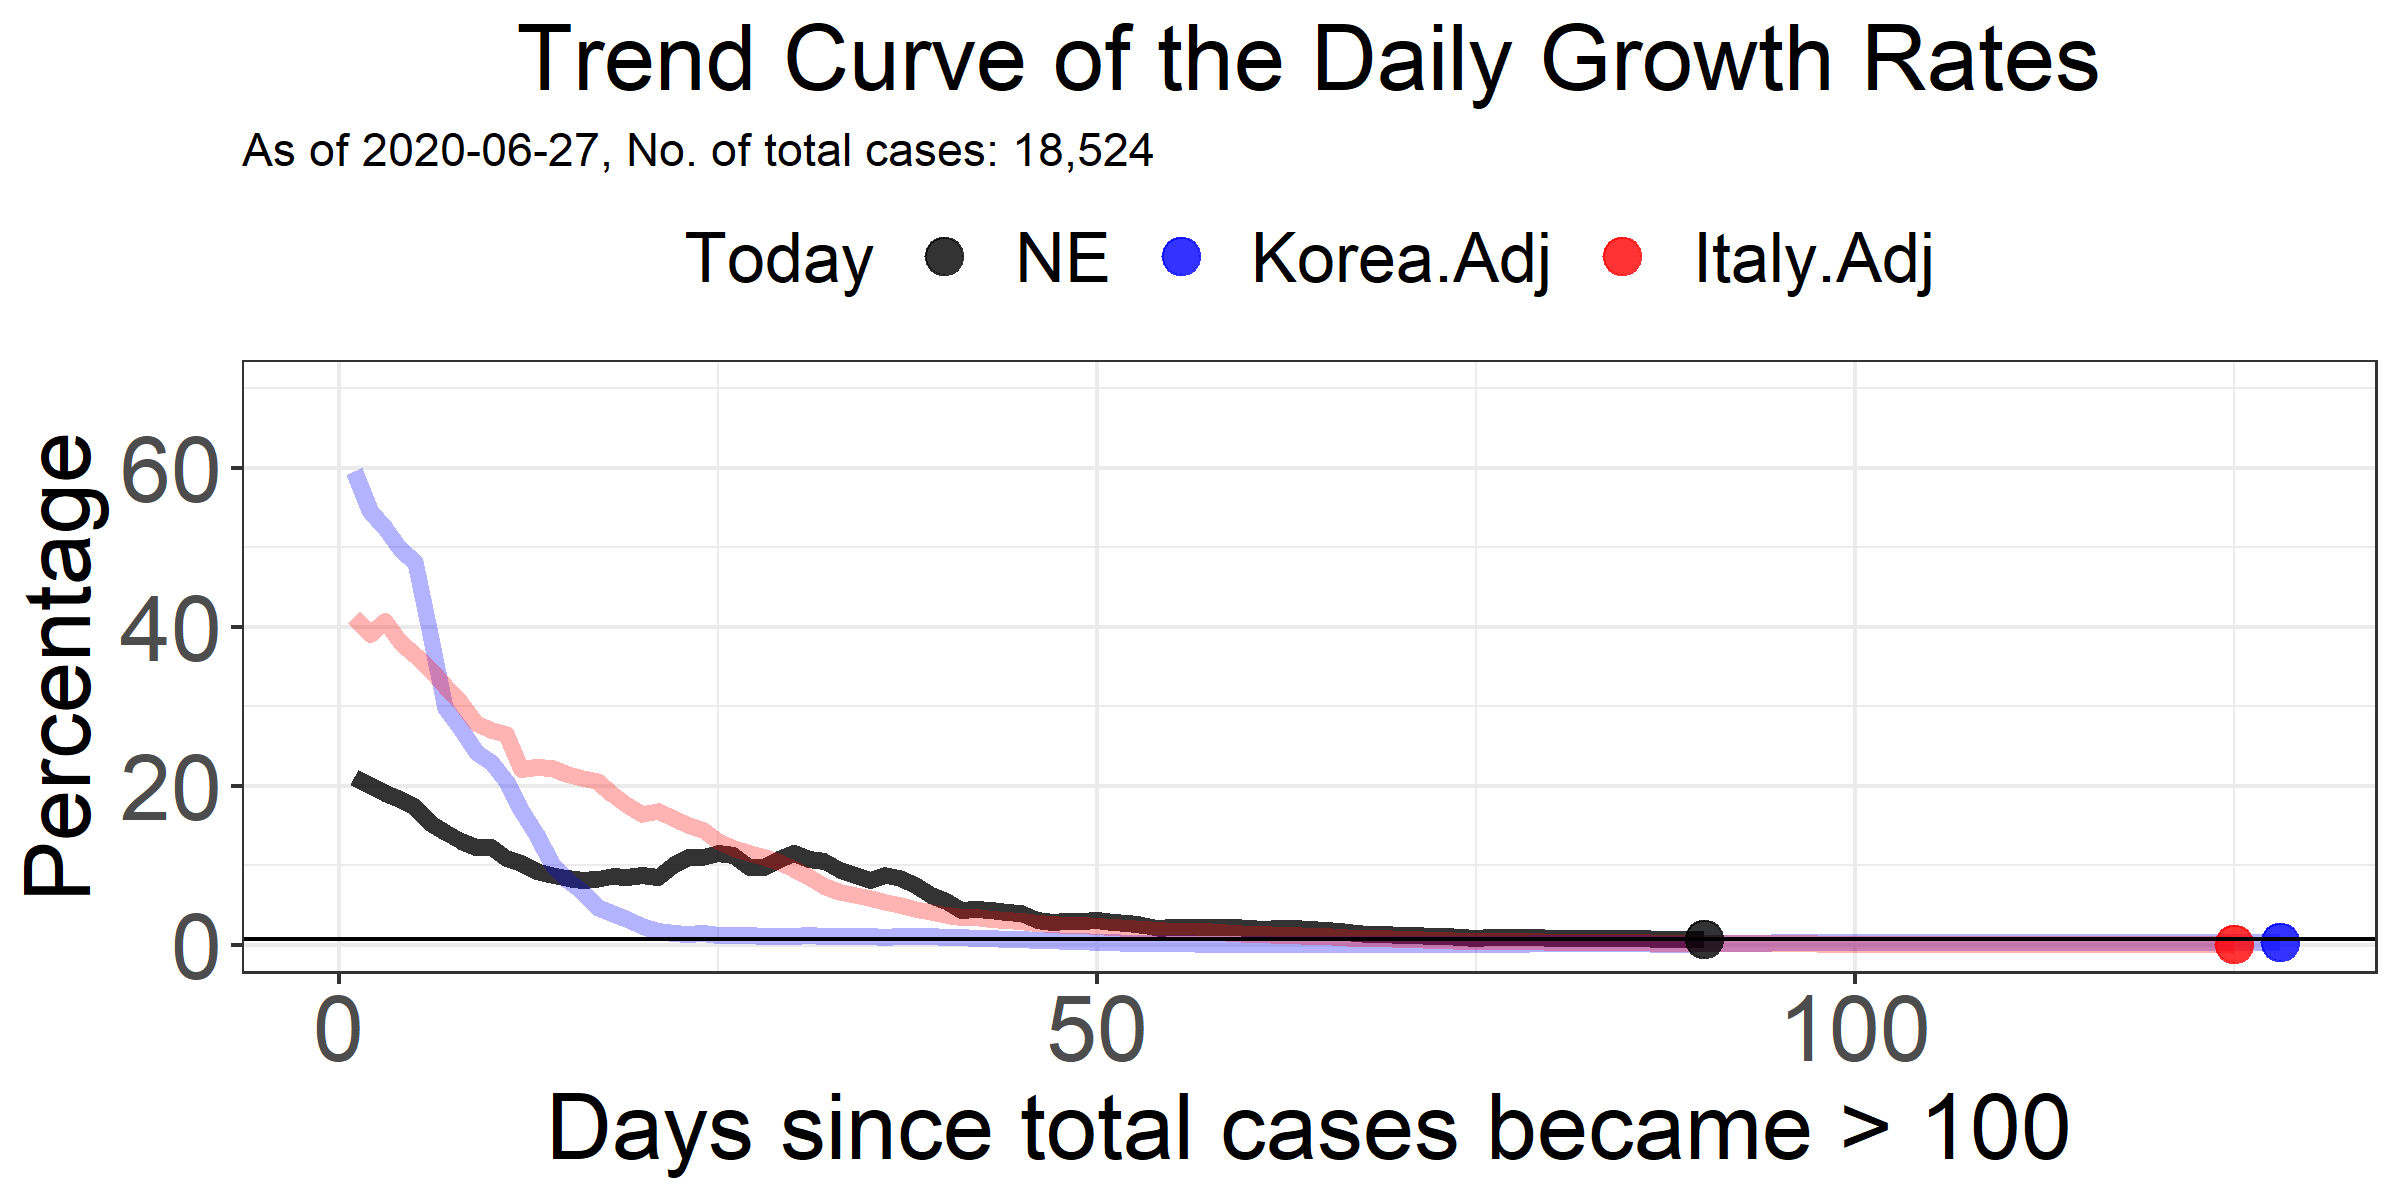 Trend Curve of the Daily Growth Rates
As of 2020-06-27, No. of total cases: 18,524
Today NE Korea.Adj Italy.Adj
Percentage
60
40
20
0
0 50 100
Days since total cases became > 100